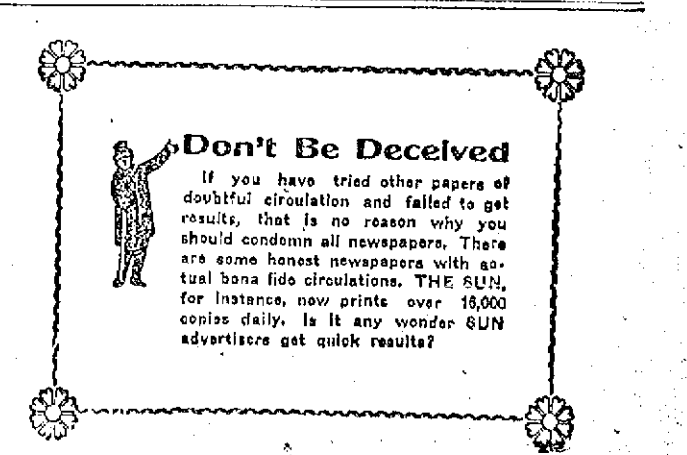 Don't Be Deceived
If you have tried other papers of
doubtful circulation and failed to get
results, that is no reason why you
should condemn all newspapers. There
are some honest newspapers with ac-
tual bona fide circulations. THE SUN,
for instance, now prints over 16,000
copies daily. Is it any wonder SUN
advertisers get quick results?